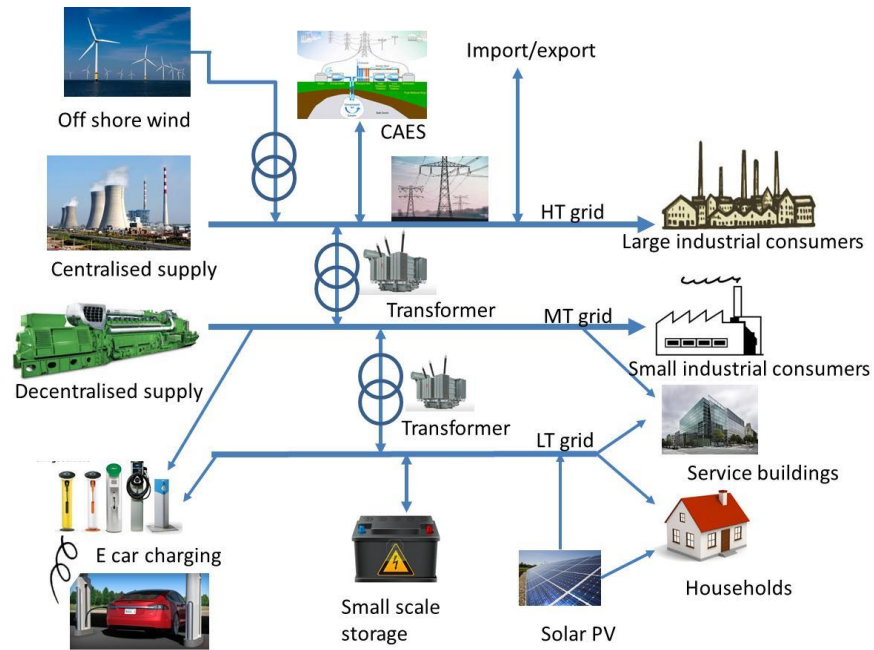 Import/export
Off shore wind
CAES
HT grid
Large industrial consumers
Centralised supply
Transformer
MT grid
Small industrial consumers
Decentralised supply
Transformer
LT grid
Service buildings
E car charging
Households
Small scale
storage
Solar PV